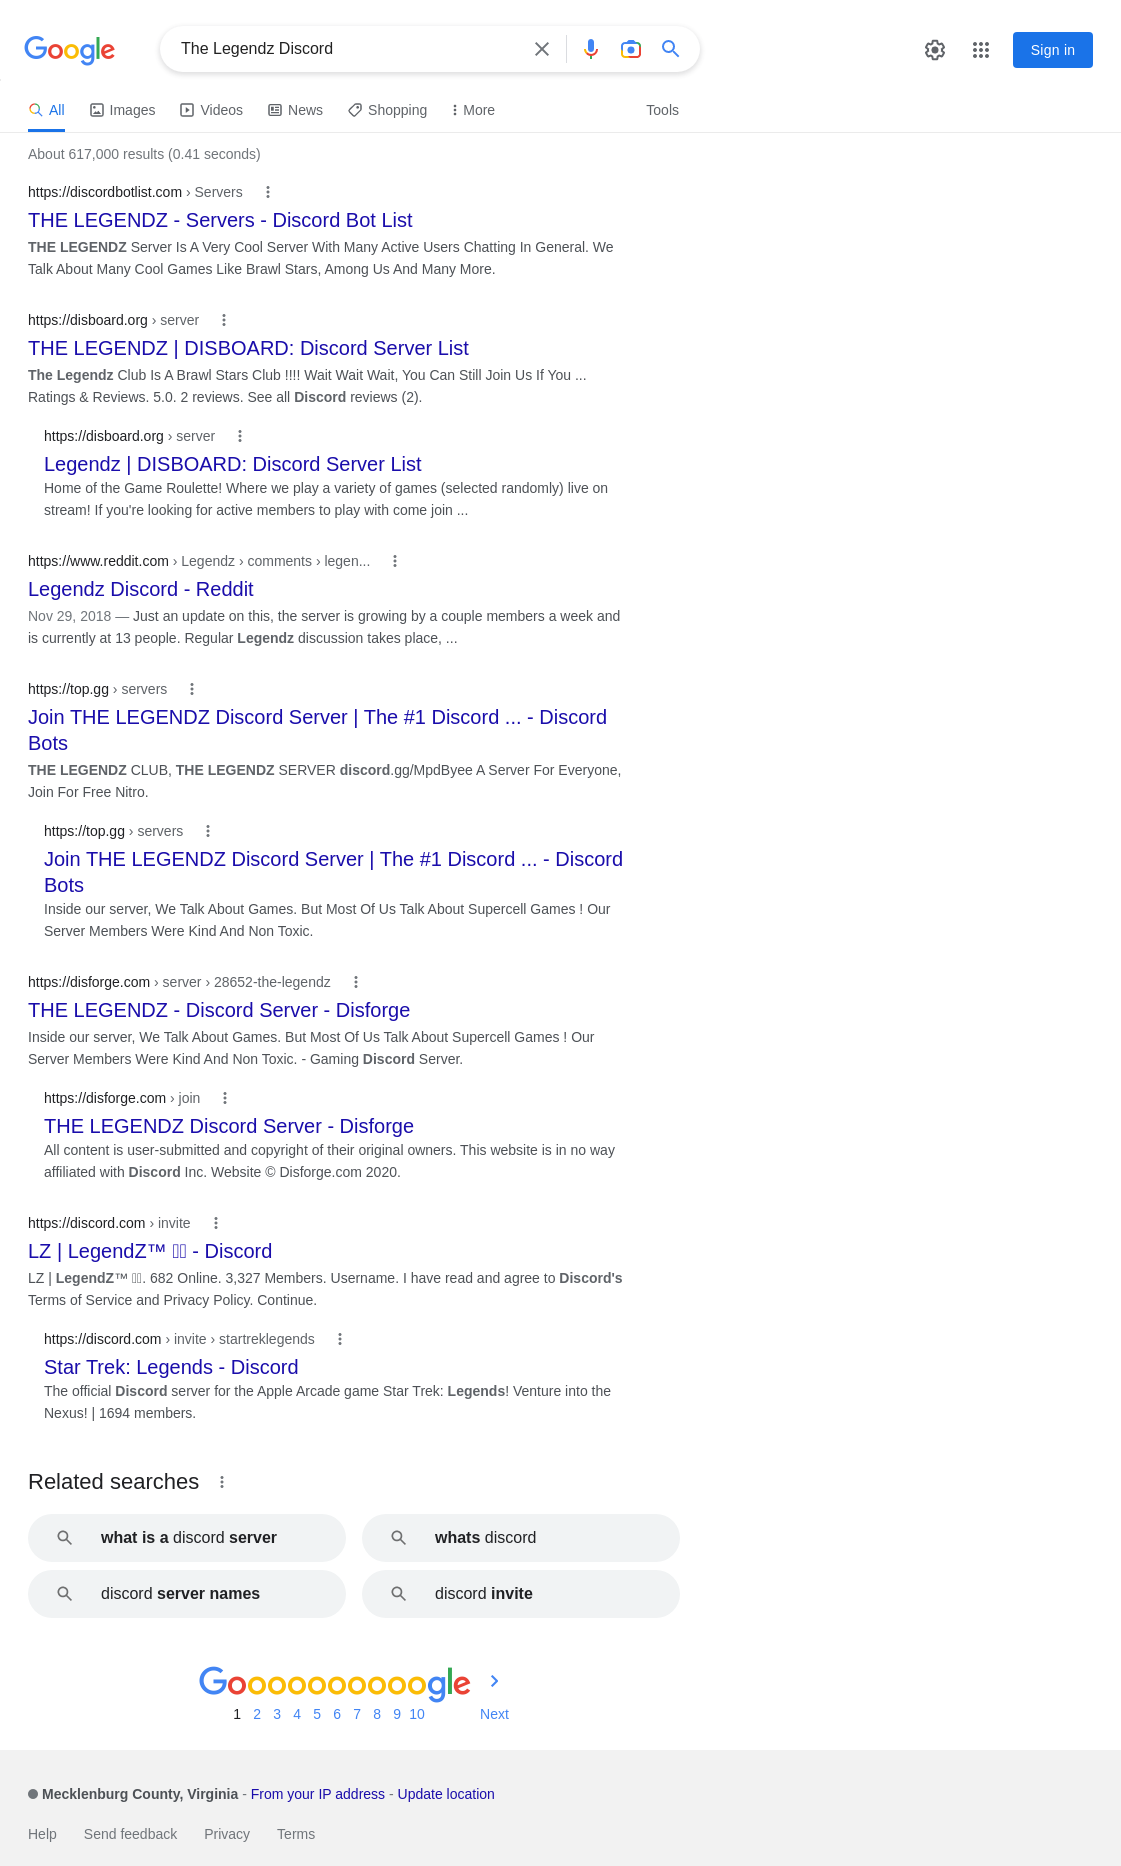 Google
The Legendz Discord
Sign in
All
Images
Videos
News
Shopping
More
Tools
About 617,000 results (0.41 seconds)
https://discordbotlist.com › Servers
THE LEGENDZ - Servers - Discord Bot List
THE LEGENDZ Server Is A Very Cool Server With Many Active Users Chatting In General. We
Talk About Many Cool Games Like Brawl Stars, Among Us And Many More.
https://disboard.org › server
THE LEGENDZ | DISBOARD: Discord Server List
The Legendz Club Is A Brawl Stars Club !!!! Wait Wait Wait, You Can Still Join Us If You ...
Ratings & Reviews. 5.0. 2 reviews. See all Discord reviews (2).
https://disboard.org › server
Legendz | DISBOARD: Discord Server List
Home of the Game Roulette! Where we play a variety of games (selected randomly) live on
stream! If you're looking for active members to play with come join ...
https://www.reddit.com › Legendz › comments › legen...
Legendz Discord - Reddit
Nov 29, 2018 — Just an update on this, the server is growing by a couple members a week and
is currently at 13 people. Regular Legendz discussion takes place, ...
https://top.gg › servers
Join THE LEGENDZ Discord Server | The #1 Discord ... - Discord
Bots
THE LEGENDZ CLUB, THE LEGENDZ SERVER discord.gg/MpdByee A Server For Everyone,
Join For Free Nitro.
https://top.gg › servers
Join THE LEGENDZ Discord Server | The #1 Discord ... - Discord
Bots
Inside our server, We Talk About Games. But Most Of Us Talk About Supercell Games ! Our
Server Members Were Kind And Non Toxic.
https://disforge.com › server › 28652-the-legendz
THE LEGENDZ - Discord Server - Disforge
Inside our server, We Talk About Games. But Most Of Us Talk About Supercell Games ! Our
Server Members Were Kind And Non Toxic. - Gaming Discord Server.
https://disforge.com › join
THE LEGENDZ Discord Server - Disforge
All content is user-submitted and copyright of their original owners. This website is in no way
affiliated with Discord Inc. Website © Disforge.com 2020.
https://discord.com › invite
LZ | LegendZ™ - Discord
LZ | LegendZ™ . 682 Online. 3,327 Members. Username. I have read and agree to Discord's
Terms of Service and Privacy Policy. Continue.
https://discord.com › invite › startreklegends
Star Trek: Legends - Discord
The official Discord server for the Apple Arcade game Star Trek: Legends! Venture into the
Nexus! | 1694 members.
Related searches
what is a discord server
whats discord
discord server names
discord invite
Goooooooooogle
1 2 3 4 5 6 7 8 9 10 Next
Mecklenburg County, Virginia - From your IP address - Update location
Help Send feedback Privacy Terms